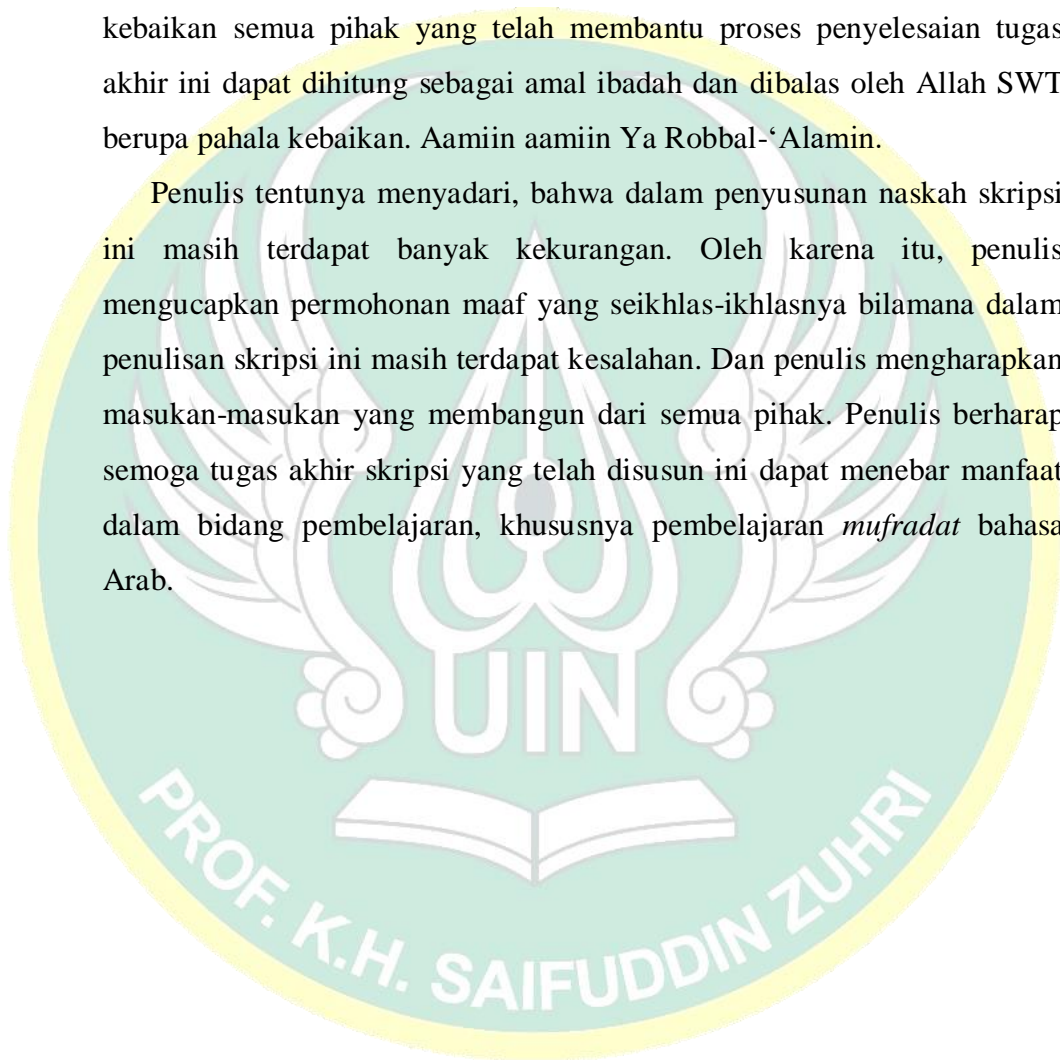 kebaikan semua pihak yang telah membantu proses penyelesaian tugas
akhir ini dapat dihitung sebagai amal ibadah dan dibalas oleh Allah SWT
berupa pahala kebaikan. Aamiin aamiin Ya Robbal-‘Alamin.
Penulis tentunya menyadari, bahwa dalam penyusunan naskah skripsi
ini masih terdapat banyak kekurangan. Oleh karena itu, penulis
mengucapkan permohonan maaf yang seikhlas-ikhlasnya bilamana dalam
penulisan skripsi ini masih terdapat kesalahan. Dan penulis mengharapkan
masukan-masukan yang membangun dari semua pihak. Penulis berharap
semoga tugas akhir skripsi yang telah disusun ini dapat menebar manfaat
dalam bidang pembelajaran, khususnya pembelajaran mufradat bahasa
Arab.
UIN
PROF. K.H. SAIFUDDIN ZUHRI